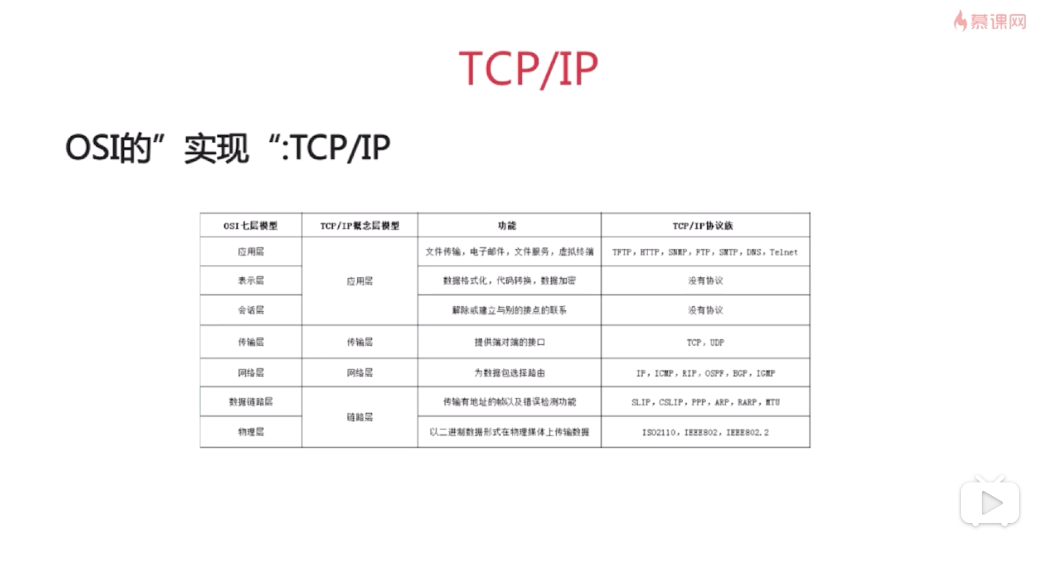 慕课网
TCP/IP
OSI的”实现“:TCP/IP
OSI七层模型 TCP/IP概念层模型 功能 TCP/IP协议族
应用层 文件传输，电子邮件，文件服务，虚拟终端 TFTP，HTTP，SNMP，FTP，SMTP，DNS，Telnet
表示层 应用层 数据格式化，代码转换，数据加密 没有协议
会话层 解除或建立与别的接点的联系 没有协议
传输层 传输层 提供端对端的接口 TCP，UDP
网络层 网络层 为数据包选择路由 IP，ICMP，RIP，OSPF，BGP，IGMP
数据链路层 链路层 传输有地址的帧以及错误检测功能 SLIP，CSLIP，PPP，ARP，RARP，MTU
物理层 以二进制数据形式在物理媒体上传输数据 ISO2110，IEEE802，IEEE802.2